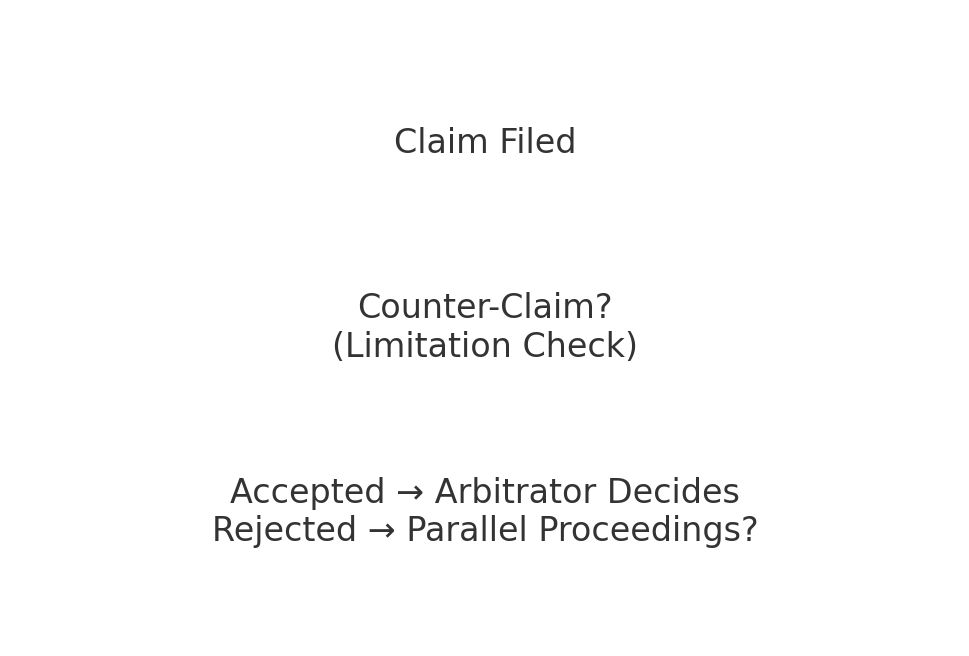 Claim Filed
Counter-Claim?
(Limitation Check)
Accepted → Arbitrator Decides
Rejected → Parallel Proceedings?